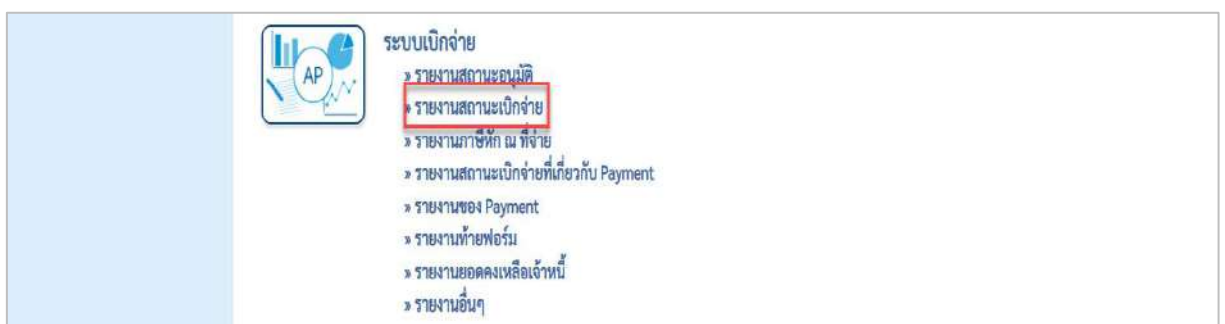 ระบบเบิกจ่าย
AP
» รายงานสถานะอนุมัติ
» รายงานสถานะเบิกจ่าย
» รายงานภาษีหัก ณ ที่จ่าย
» รายงานสถานะเบิกจ่ายที่เกี่ยวกับ Payment
» รายงานของ Payment
» รายงานท้ายฟอร์ม
» รายงานยอดคงเหลือเจ้าหนี้
» รายงานอื่นๆ